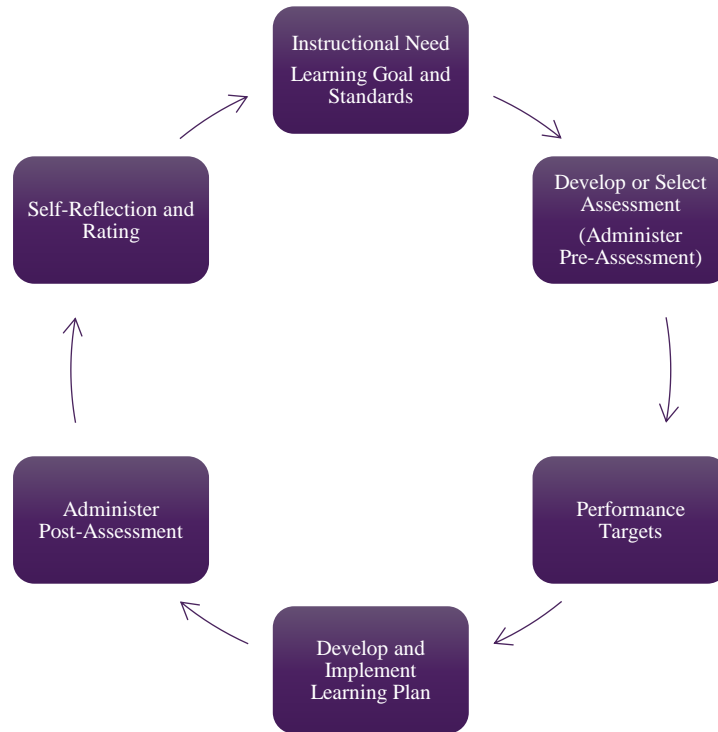 Instructional Need
Learning Goal and
Standards
Develop or Select
Assessment
(Administer
Pre-Assessment)
Performance
Targets
Develop and
Implement
Learning Plan
Administer
Post-Assessment
Self-Reflection and
Rating